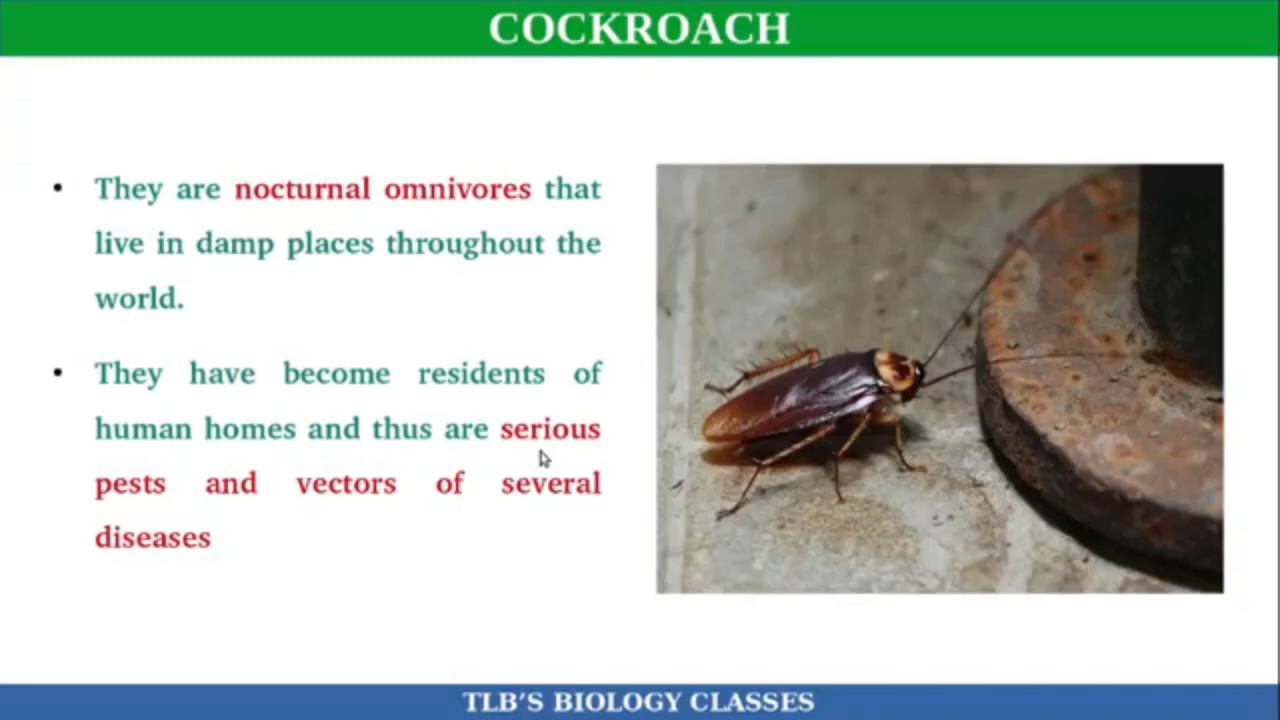 COCKROACH
• They are nocturnal omnivores that
live in damp places throughout the
world.
• They have become residents of
human homes and thus are serious
pests and vectors of several
diseases
TLB'S BIOLOGY CLASSES